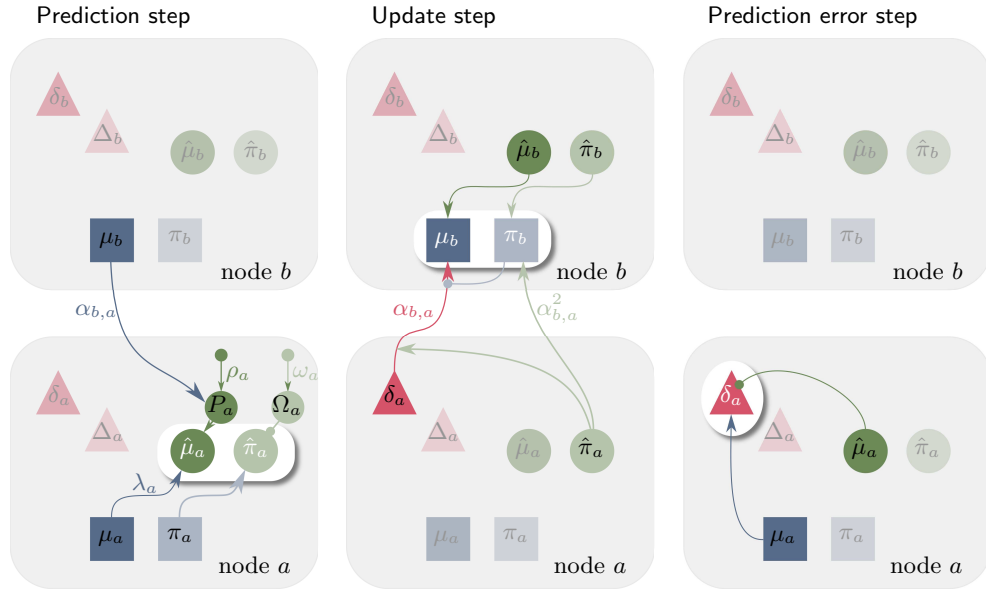 Prediction step
Update step
Prediction error step
δ_b
Δ_b
μ̂_b
π̂_b
μ_b
π_b
node b
δ_b
Δ_b
μ̂_b
π̂_b
μ_b
π_b
node b
δ_b
Δ_b
μ̂_b
π̂_b
μ_b
π_b
node b
α_{b,a}
α_{b,a}
α²_{b,a}
ρ_a
ω_a
δ_a
P_a
Ω_a
Δ_a
μ̂_a
π̂_a
λ_a
μ_a
π_a
node a
δ_a
Δ_a
μ̂_a
π̂_a
μ_a
π_a
node a
δ_a
Δ_a
μ̂_a
π̂_a
μ_a
π_a
node a